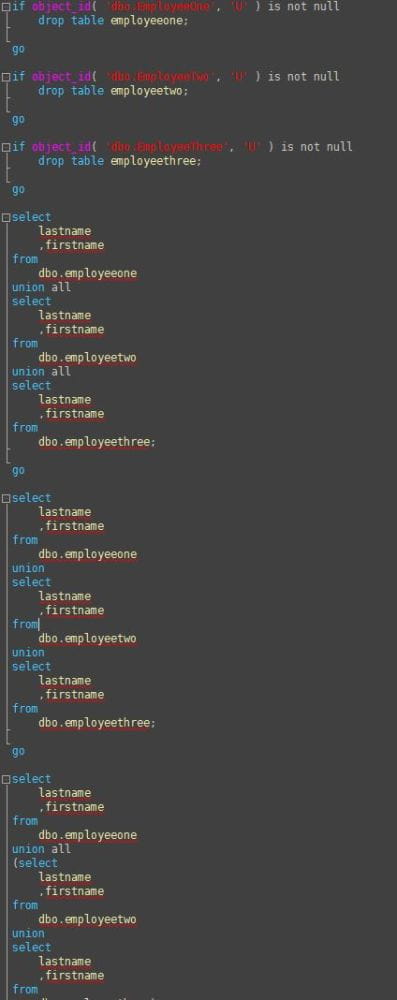 if object_id( 'dbo.EmployeeOne', 'U' ) is not null
drop table employeeone;
go
if object_id( 'dbo.EmployeeTwo', 'U' ) is not null
drop table employeetwo;
go
if object_id( 'dbo.EmployeeThree', 'U' ) is not null
drop table employeethree;
go
select
lastname
,firstname
from
dbo.employeeone
union all
select
lastname
,firstname
from
dbo.employeetwo
union all
select
lastname
,firstname
from
dbo.employeethree;
go
select
lastname
,firstname
from
dbo.employeeone
union
select
lastname
,firstname
from
dbo.employeetwo
union
select
lastname
,firstname
from
dbo.employeethree;
go
select
lastname
,firstname
from
dbo.employeeone
union all
(select
lastname
,firstname
from
dbo.employeetwo
union
select
lastname
,firstname
from